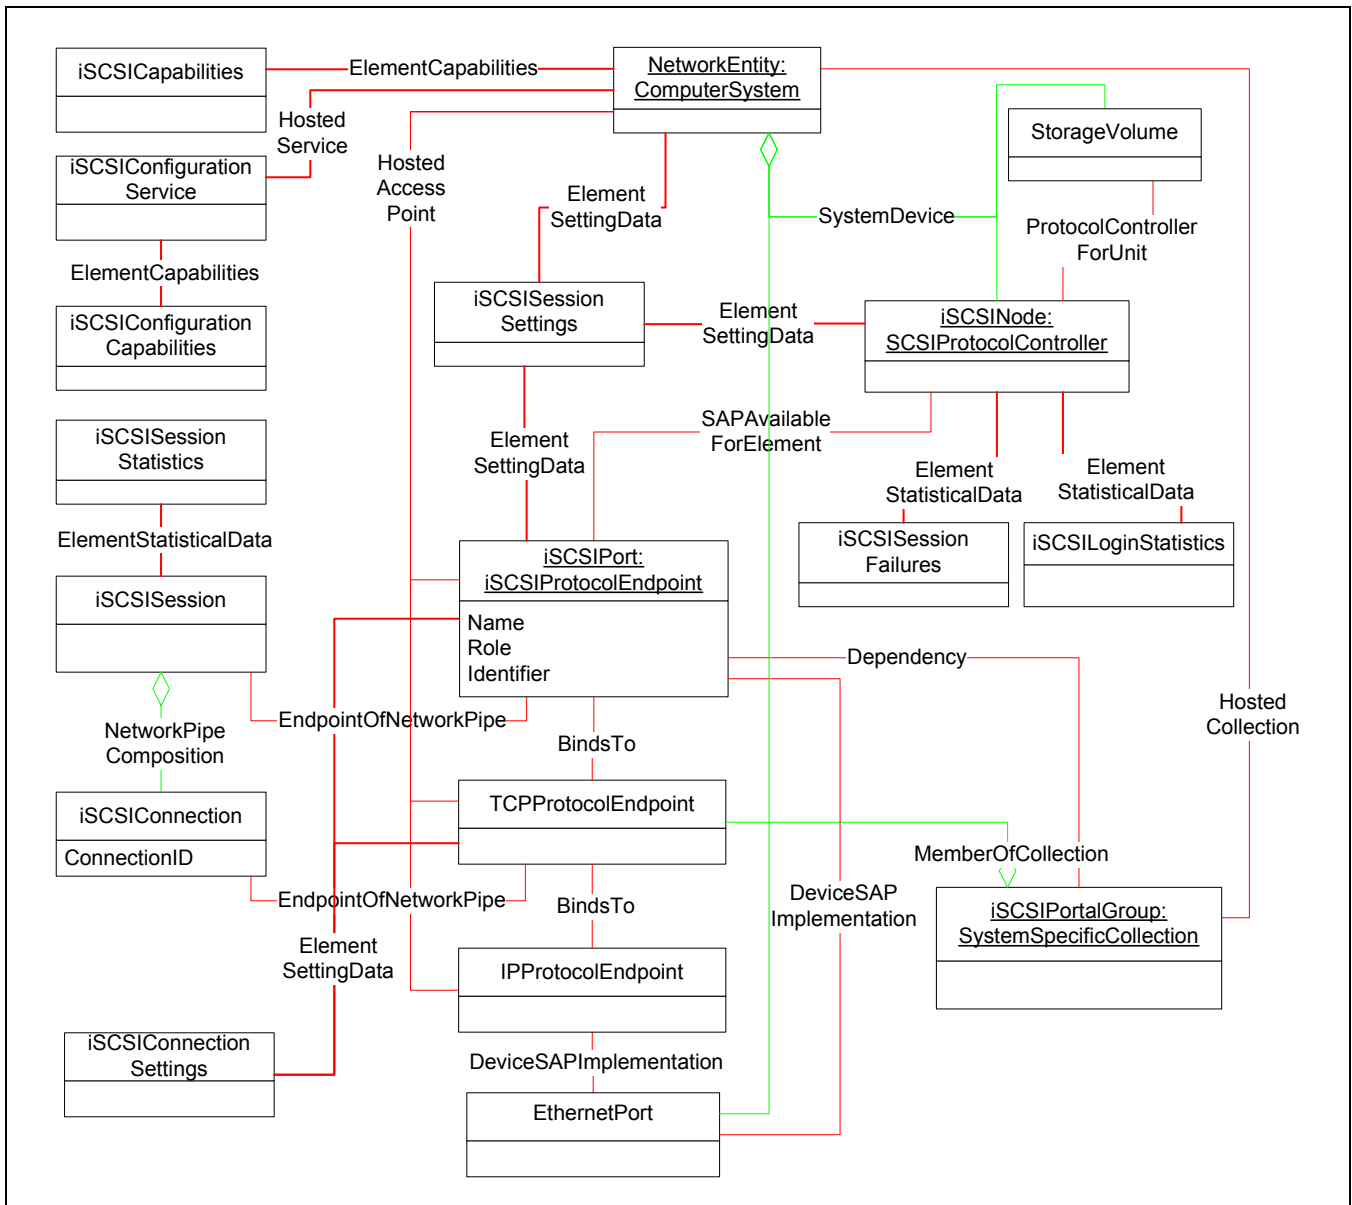 iSCSICapabilities
ElementCapabilities
NetworkEntity:
ComputerSystem
Hosted
Service
StorageVolume
iSCSIConfiguration
Service
Hosted
Access
Point
Element
SettingData
SystemDevice
ProtocolController
ForUnit
ElementCapabilities
iSCSISession
Settings
iSCSIConfiguration
Capabilities
Element
SettingData
iSCSINode:
SCSIProtocolController
iSCSISession
Statistics
Element
SettingData
SAPAvailable
ForElement
Element
StatisticalData
Element
StatisticalData
ElementStatisticalData
iSCSISession
Failures
iSCSILoginStatistics
iSCSISession
iSCSIPort:
iSCSIProtocolEndpoint
Name
Role
Identifier
Dependency
Hosted
Collection
EndpointOfNetworkPipe
NetworkPipe
Composition
BindsTo
iSCSIConnection
ConnectionID
TCPProtocolEndpoint
MemberOfCollection
EndpointOfNetworkPipe
BindsTo
DeviceSAP
Implementation
iSCSIPortalGroup:
SystemSpecificCollection
Element
SettingData
IPProtocolEndpoint
iSCSIConnection
Settings
DeviceSAPImplementation
EthernetPort